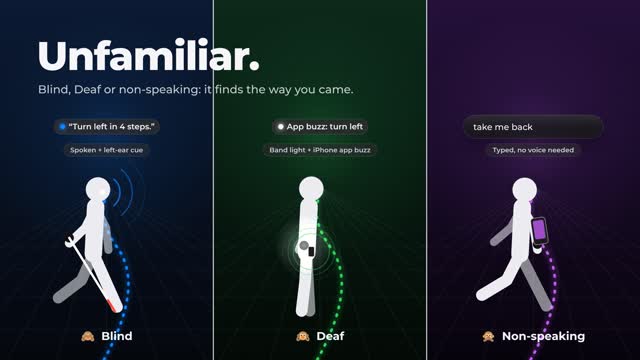 Unfamiliar.
Blind, Deaf or non-speaking: it finds the way you came.
“Turn left in 4 steps.”
Spoken + left-ear cue
App buzz: turn left
Band light + iPhone app buzz
take me back
Typed, no voice needed
🙈 Blind
🙉 Deaf
🙊 Non-speaking